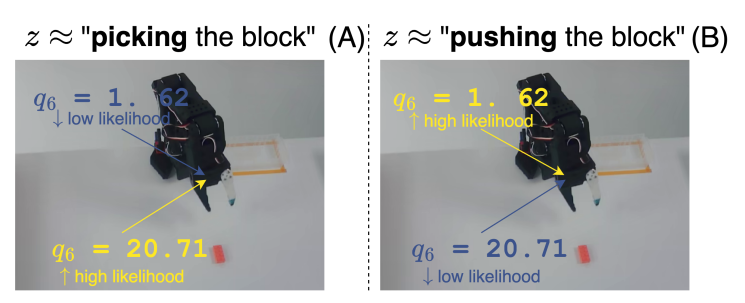 z ≈ "picking the block" (A)
z ≈ "pushing the block" (B)
q₆ = 1. 62
↓ low likelihood
q₆ = 20.71
↑ high likelihood
q₆ = 1. 62
↑ high likelihood
q₆ = 20.71
↓ low likelihood